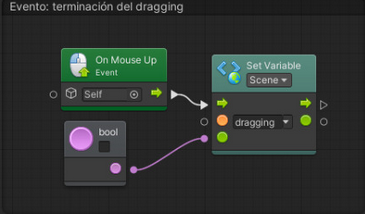 Evento: terminación del dragging
On Mouse Up
Event
Self
Set Variable
Scene
bool
dragging